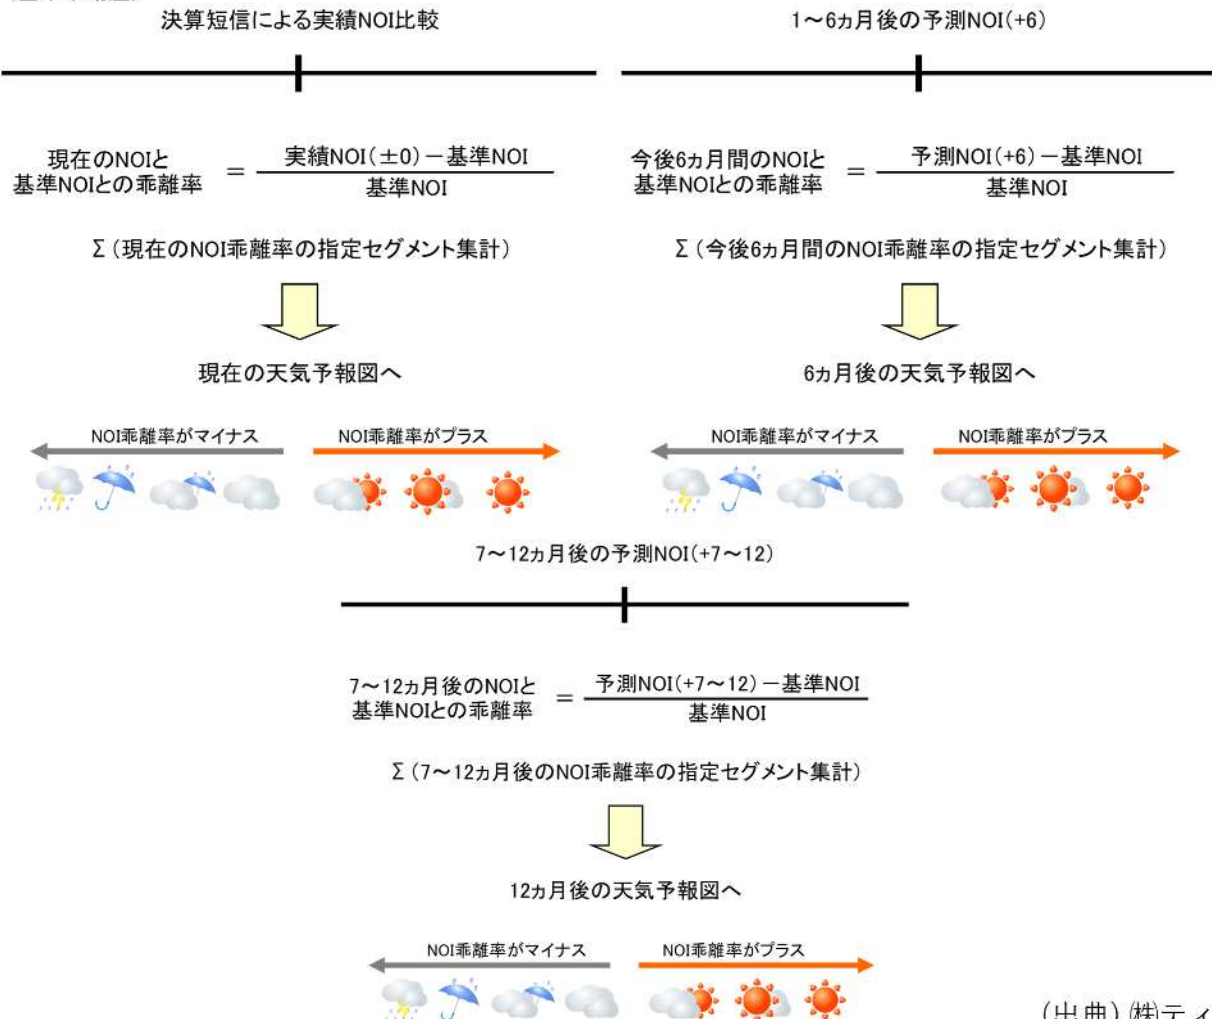 決算短信による実績NOI比較
現在のNOIと
基準NOIとの乖離率
=
実績NOI(±0)－基準NOI
基準NOI
Σ(現在のNOI乖離率の指定セグメント集計)
現在の天気予報図へ
NOI乖離率がマイナス
NOI乖離率がプラス
1～6ヵ月後の予測NOI(+6)
今後6ヵ月間のNOIと
基準NOIとの乖離率
=
予測NOI(+6)－基準NOI
基準NOI
Σ(今後6ヵ月間のNOI乖離率の指定セグメント集計)
6ヵ月後の天気予報図へ
NOI乖離率がマイナス
NOI乖離率がプラス
7～12ヵ月後の予測NOI(+7～12)
7～12ヵ月後のNOIと
基準NOIとの乖離率
=
予測NOI(+7～12)－基準NOI
基準NOI
Σ(7～12ヵ月後のNOI乖離率の指定セグメント集計)
12ヵ月後の天気予報図へ
NOI乖離率がマイナス
NOI乖離率がプラス
(出典)㈱ティ